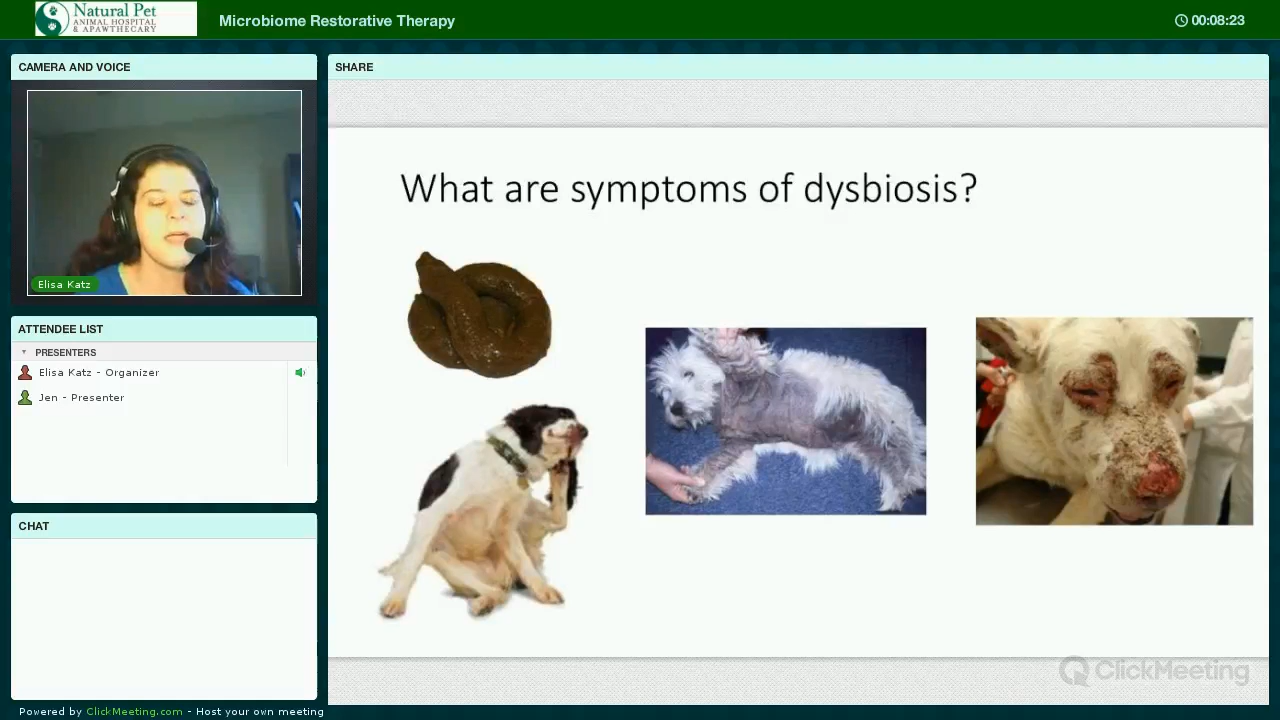 Natural Pet
ANIMAL HOSPITAL
& APAWTHECARY
Microbiome Restorative Therapy
00:08:23
CAMERA AND VOICE
Elisa Katz
ATTENDEE LIST
PRESENTERS
Elisa Katz - Organizer
Jen - Presenter
CHAT
SHARE
What are symptoms of dysbiosis?
ClickMeeting
Powered by ClickMeeting.com - Host your own meeting